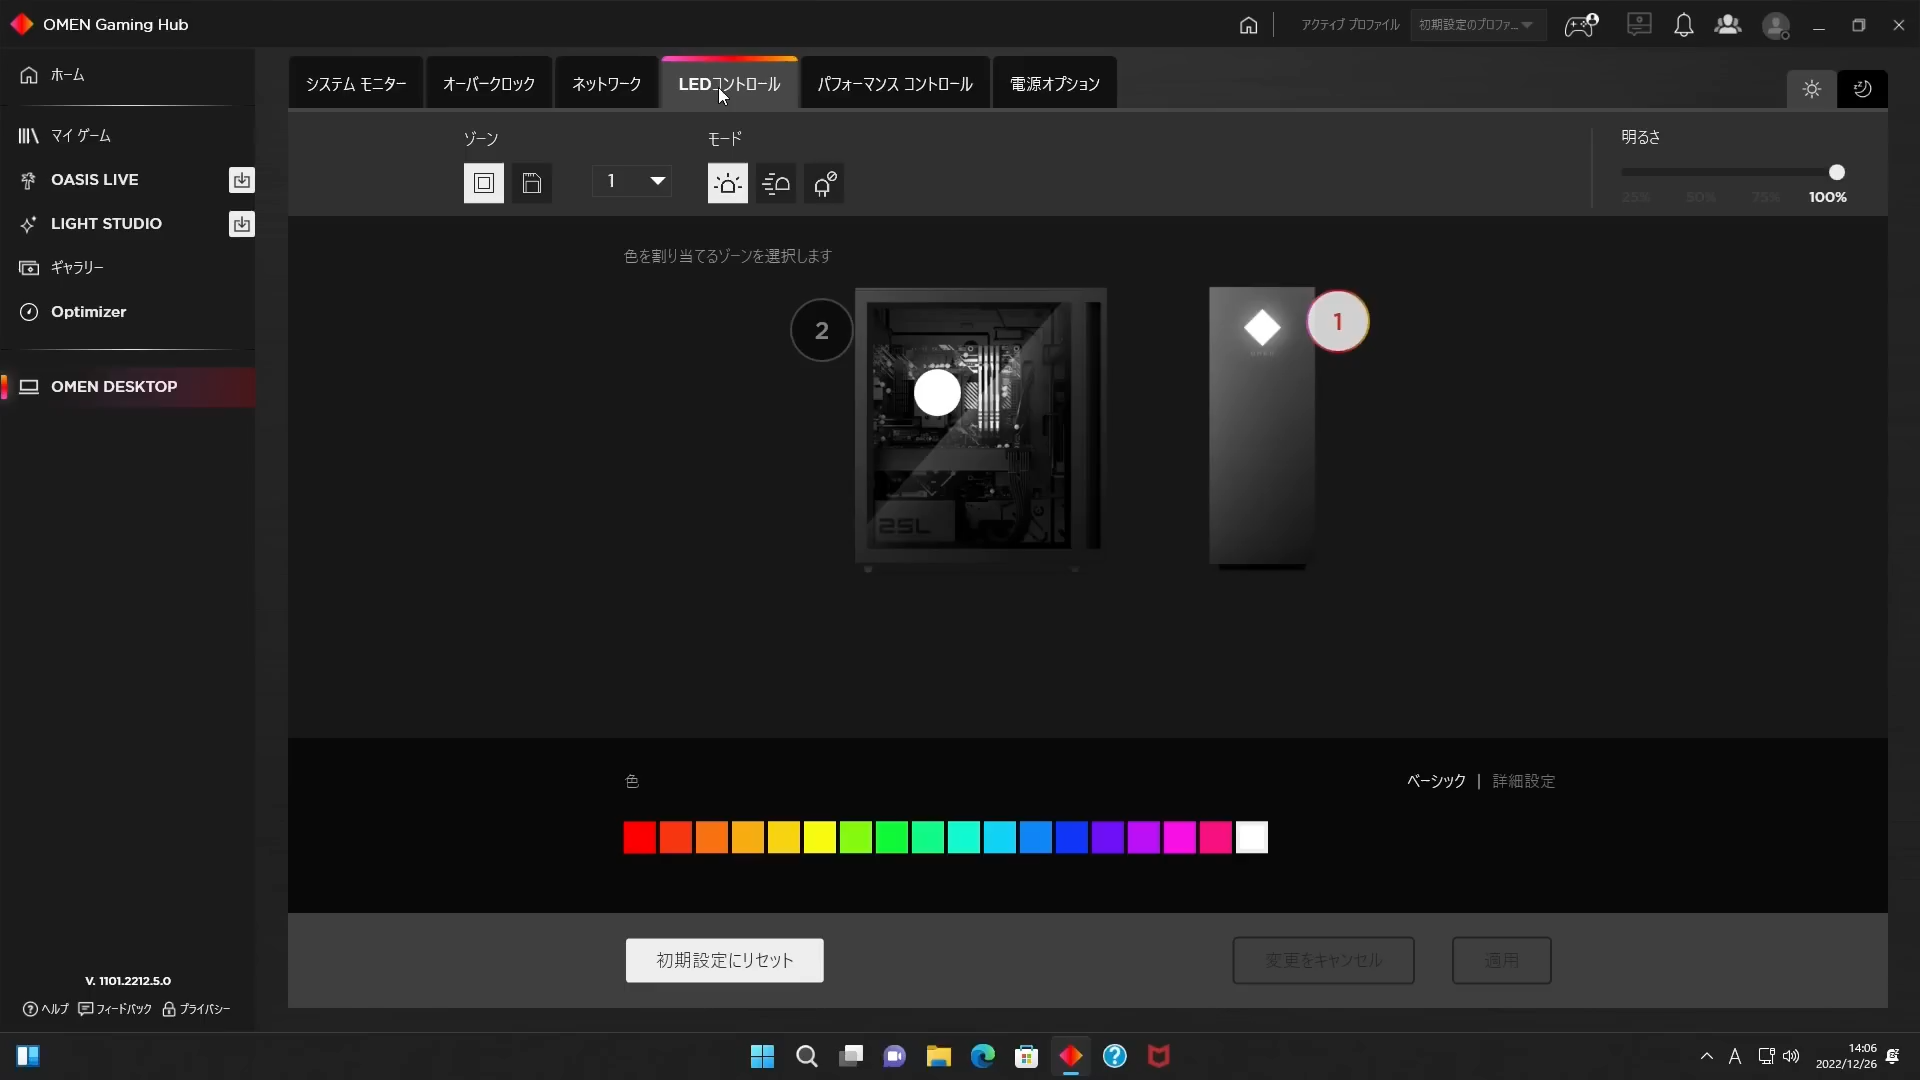 OMEN Gaming Hub
アクティブ プロファイル
初期設定のプロファ...
ホーム
マイ ゲーム
OASIS LIVE
LIGHT STUDIO
ギャラリー
Optimizer
OMEN DESKTOP
V. 1101.2212.5.0
ヘルプ
フィードバック
プライバシー
システム モニター
オーバークロック
ネットワーク
LEDコントロール
パフォーマンス コントロール
電源オプション
ゾーン
1
モード
明るさ
25%
50%
75%
100%
色を割り当てるゾーンを選択します
2
25L
OMEN
1
色
ベーシック | 詳細設定
初期設定にリセット
変更をキャンセル
適用
A
14:06
2022/12/26